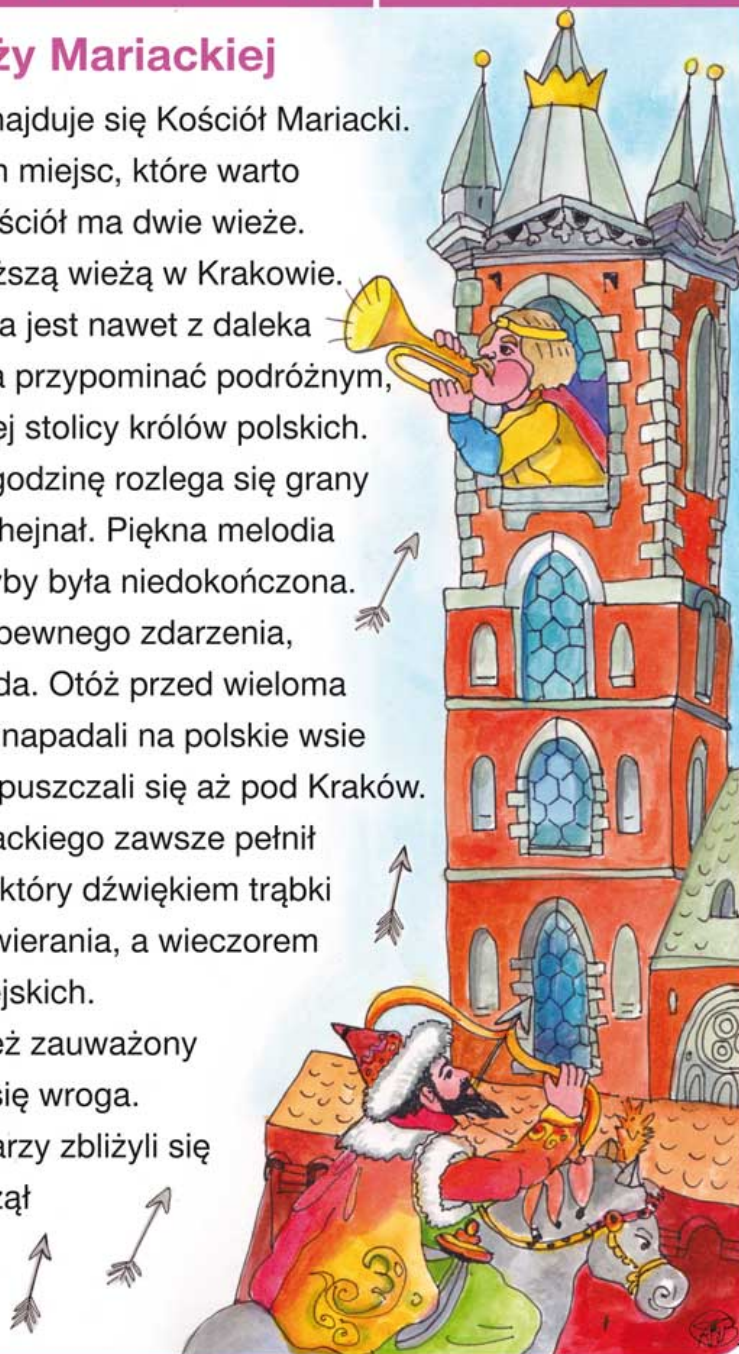 ży Mariackiej
najduje się Kościół Mariacki.
miejsc, które warto
ściół ma dwie wieże.
ższą wieżą w Krakowie.
a jest nawet z daleka
a przypominać podróżnym,
ej stolicy królów polskich.
godzinę rozlega się grany
hejnał. Piękna melodia
yby była niedokończona.
pewnego zdarzenia,
da. Otóż przed wieloma
napadali na polskie wsie
puszczali się aż pod Kraków.
ackiego zawsze pełnił
który dźwiękiem trąbki
wierania, a wieczorem
jskich.
eż zauważony
się wroga.
arzy zbliżyli się
zął